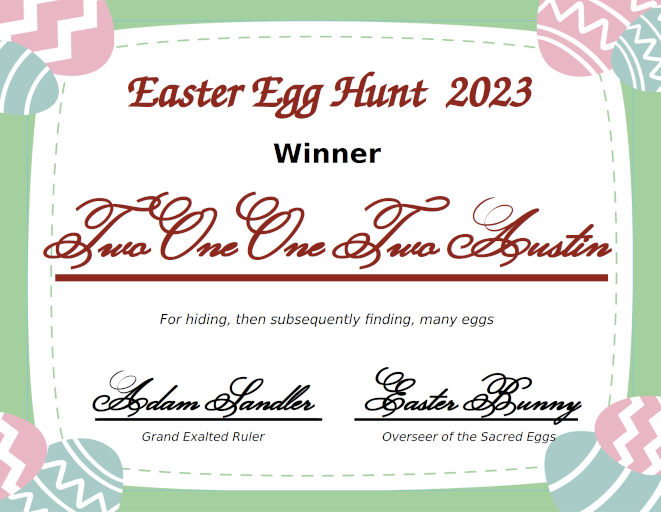 Easter Egg Hunt 2023
Winner
Two One One Two Austin
For hiding, then subsequently finding, many eggs
Adam Sandler Easter Bunny
Grand Exalted Ruler Overseer of the Sacred Eggs